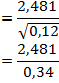 = 2,481 / √0,12
= 2,481 / 0,34